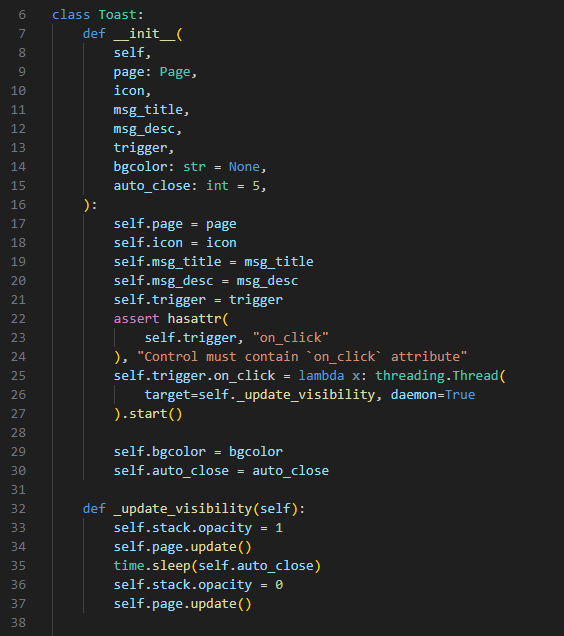 6 class Toast:
7     def __init__(
8         self,
9         page: Page,
10         icon,
11         msg_title,
12         msg_desc,
13         trigger,
14         bgcolor: str = None,
15         auto_close: int = 5,
16     ):
17         self.page = page
18         self.icon = icon
19         self.msg_title = msg_title
20         self.msg_desc = msg_desc
21         self.trigger = trigger
22         assert hasattr(
23             self.trigger, "on_click"
24         ), "Control must contain `on_click` attribute"
25         self.trigger.on_click = lambda x: threading.Thread(
26             target=self._update_visibility, daemon=True
27         ).start()
28
29         self.bgcolor = bgcolor
30         self.auto_close = auto_close
31
32     def _update_visibility(self):
33         self.stack.opacity = 1
34         self.page.update()
35         time.sleep(self.auto_close)
36         self.stack.opacity = 0
37         self.page.update()
38